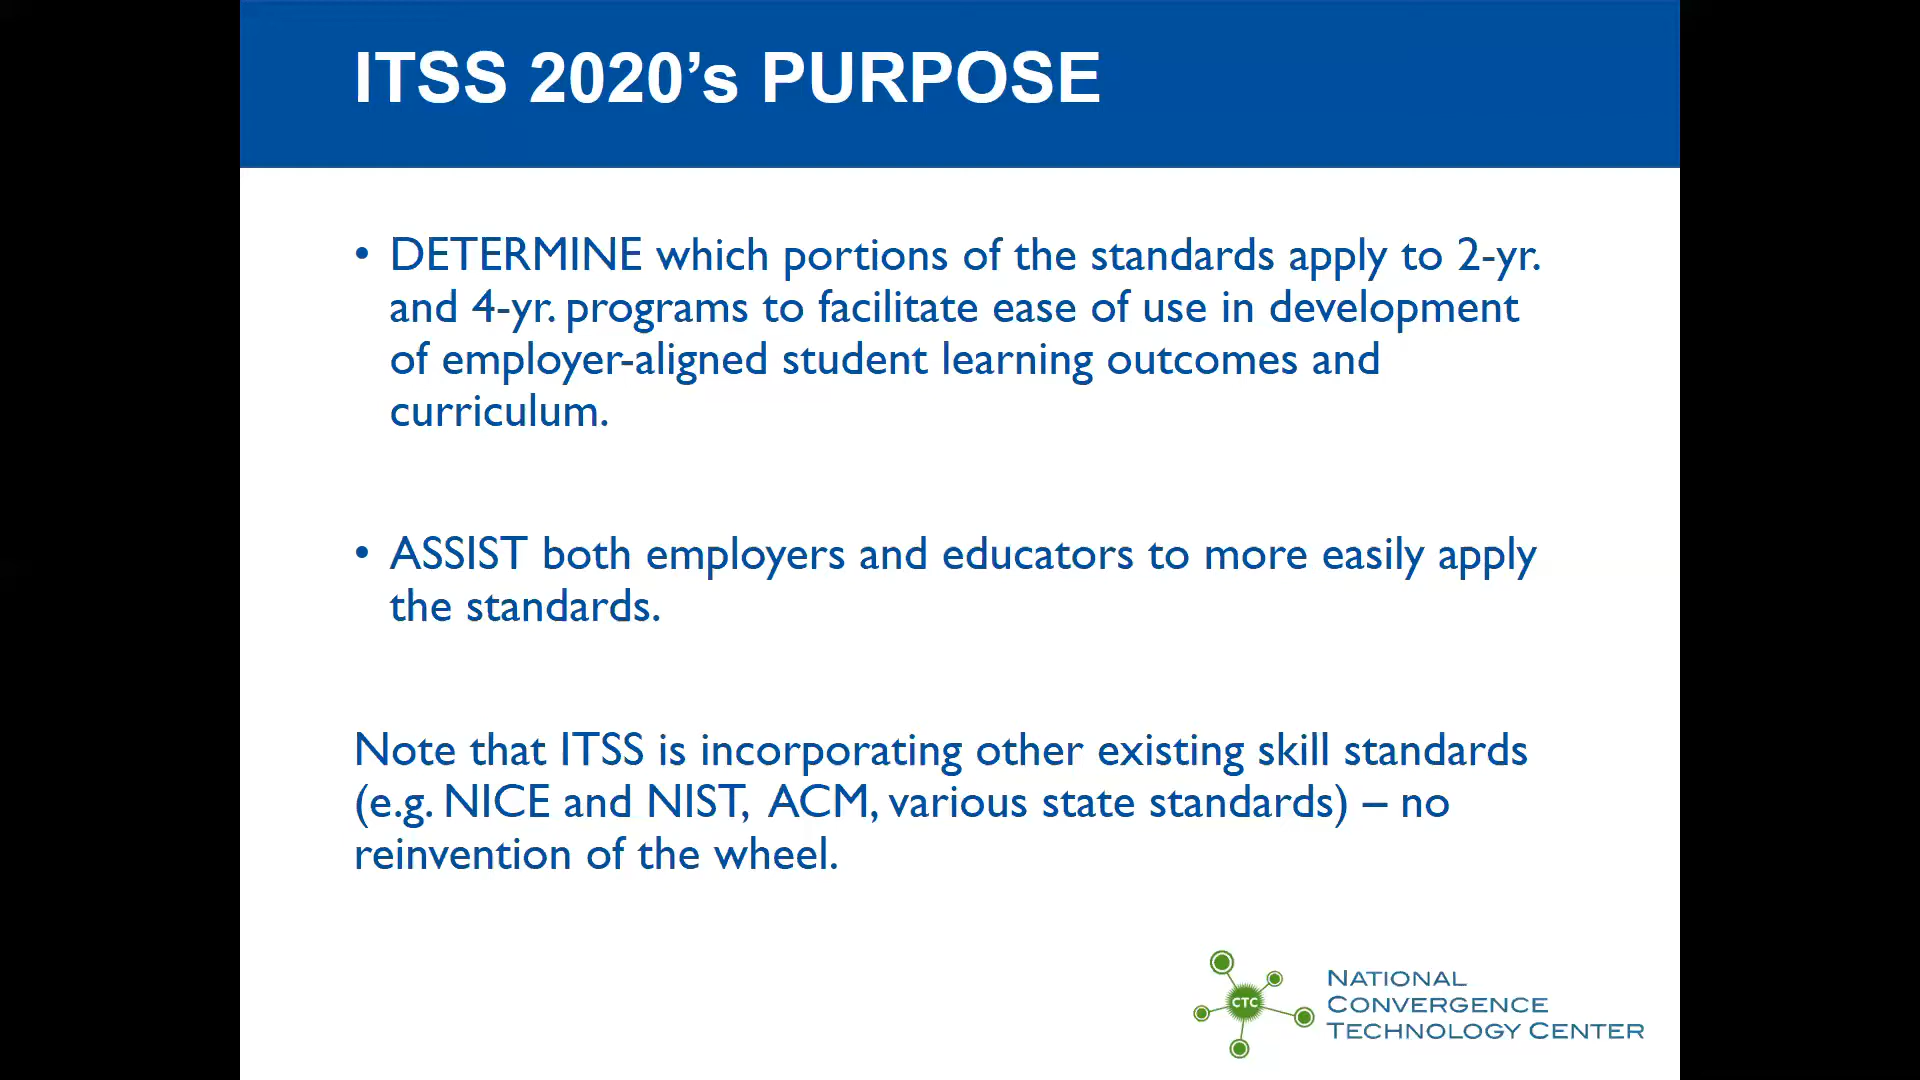 ITSS 2020’s PURPOSE
• DETERMINE which portions of the standards apply to 2-yr.
and 4-yr. programs to facilitate ease of use in development
of employer-aligned student learning outcomes and
curriculum.
• ASSIST both employers and educators to more easily apply
the standards.
Note that ITSS is incorporating other existing skill standards
(e.g. NICE and NIST, ACM, various state standards) – no
reinvention of the wheel.
CTC
NATIONAL
CONVERGENCE
TECHNOLOGY CENTER